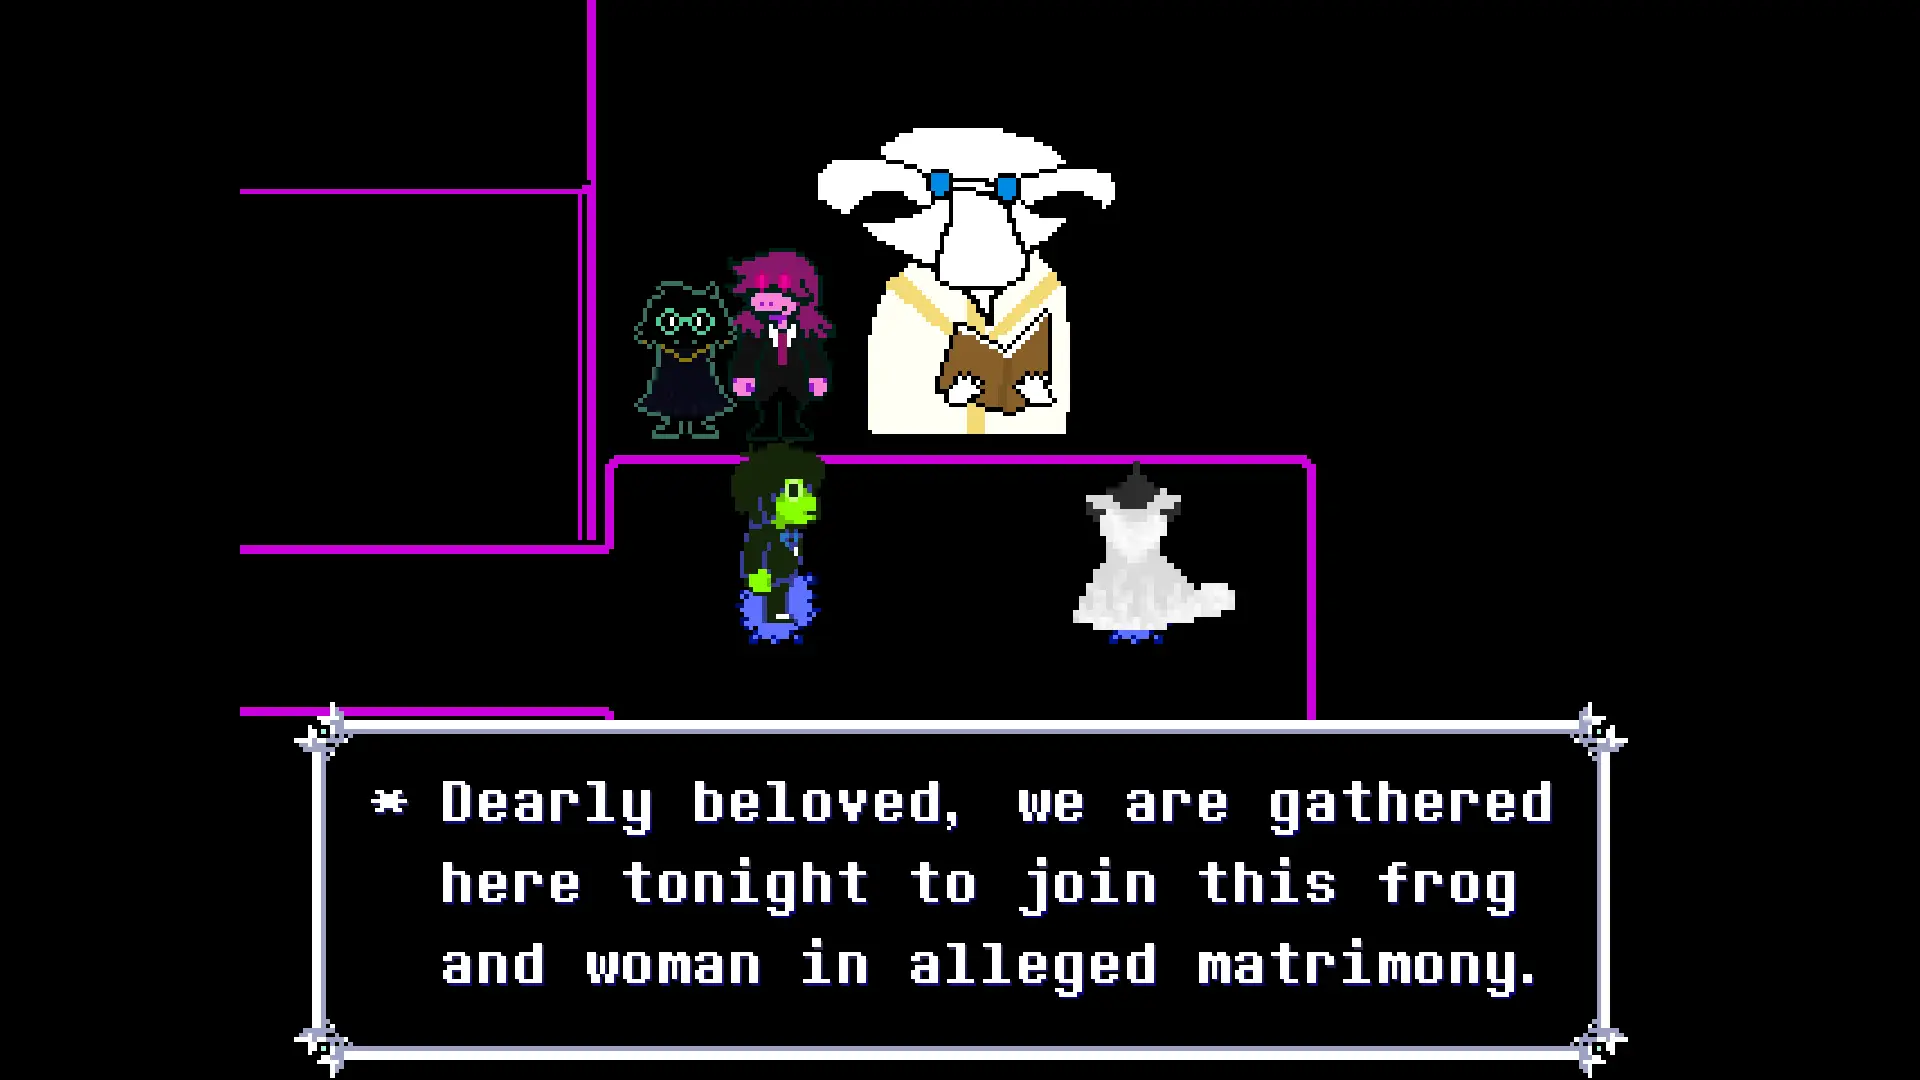 * Dearly beloved, we are gathered
here tonight to join this frog
and woman in alleged matrimony.